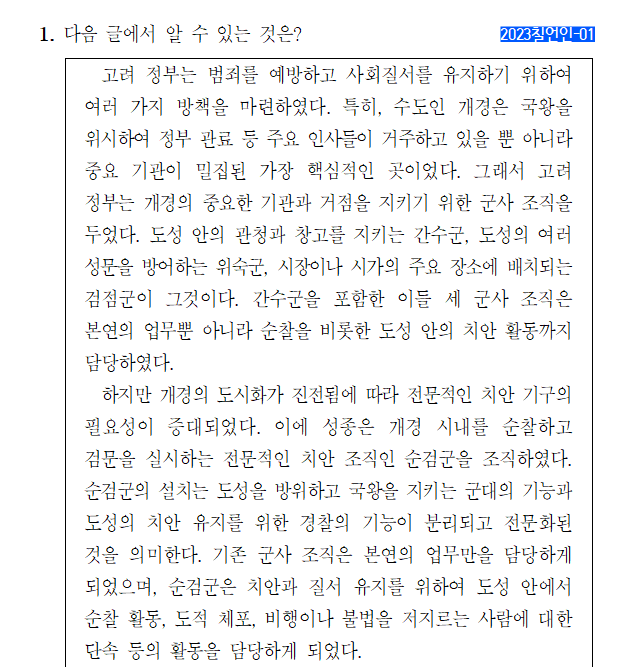 1. 다음 글에서 알 수 있는 것은? 2023칠언인-01
고려 정부는 범죄를 예방하고 사회질서를 유지하기 위하여
여러 가지 방책을 마련하였다. 특히, 수도인 개경은 국왕을
위시하여 정부 관료 등 주요 인사들이 거주하고 있을 뿐 아니라
중요 기관이 밀집된 가장 핵심적인 곳이었다. 그래서 고려
정부는 개경의 중요한 기관과 거점을 지키기 위한 군사 조직을
두었다. 도성 안의 관청과 창고를 지키는 간수군, 도성의 여러
성문을 방어하는 위숙군, 시장이나 시가의 주요 장소에 배치되는
검점군이 그것이다. 간수군을 포함한 이들 세 군사 조직은
본연의 업무뿐 아니라 순찰을 비롯한 도성 안의 치안 활동까지
담당하였다.
하지만 개경의 도시화가 진전됨에 따라 전문적인 치안 기구의
필요성이 증대되었다. 이에 성종은 개경 시내를 순찰하고
검문을 실시하는 전문적인 치안 조직인 순검군을 조직하였다.
순검군의 설치는 도성을 방위하고 국왕을 지키는 군대의 기능과
도성의 치안 유지를 위한 경찰의 기능이 분리되고 전문화된
것을 의미한다. 기존 군사 조직은 본연의 업무만을 담당하게
되었으며, 순검군은 치안과 질서 유지를 위하여 도성 안에서
순찰 활동, 도적 체포, 비행이나 불법을 저지르는 사람에 대한
단속 등의 활동을 담당하게 되었다.